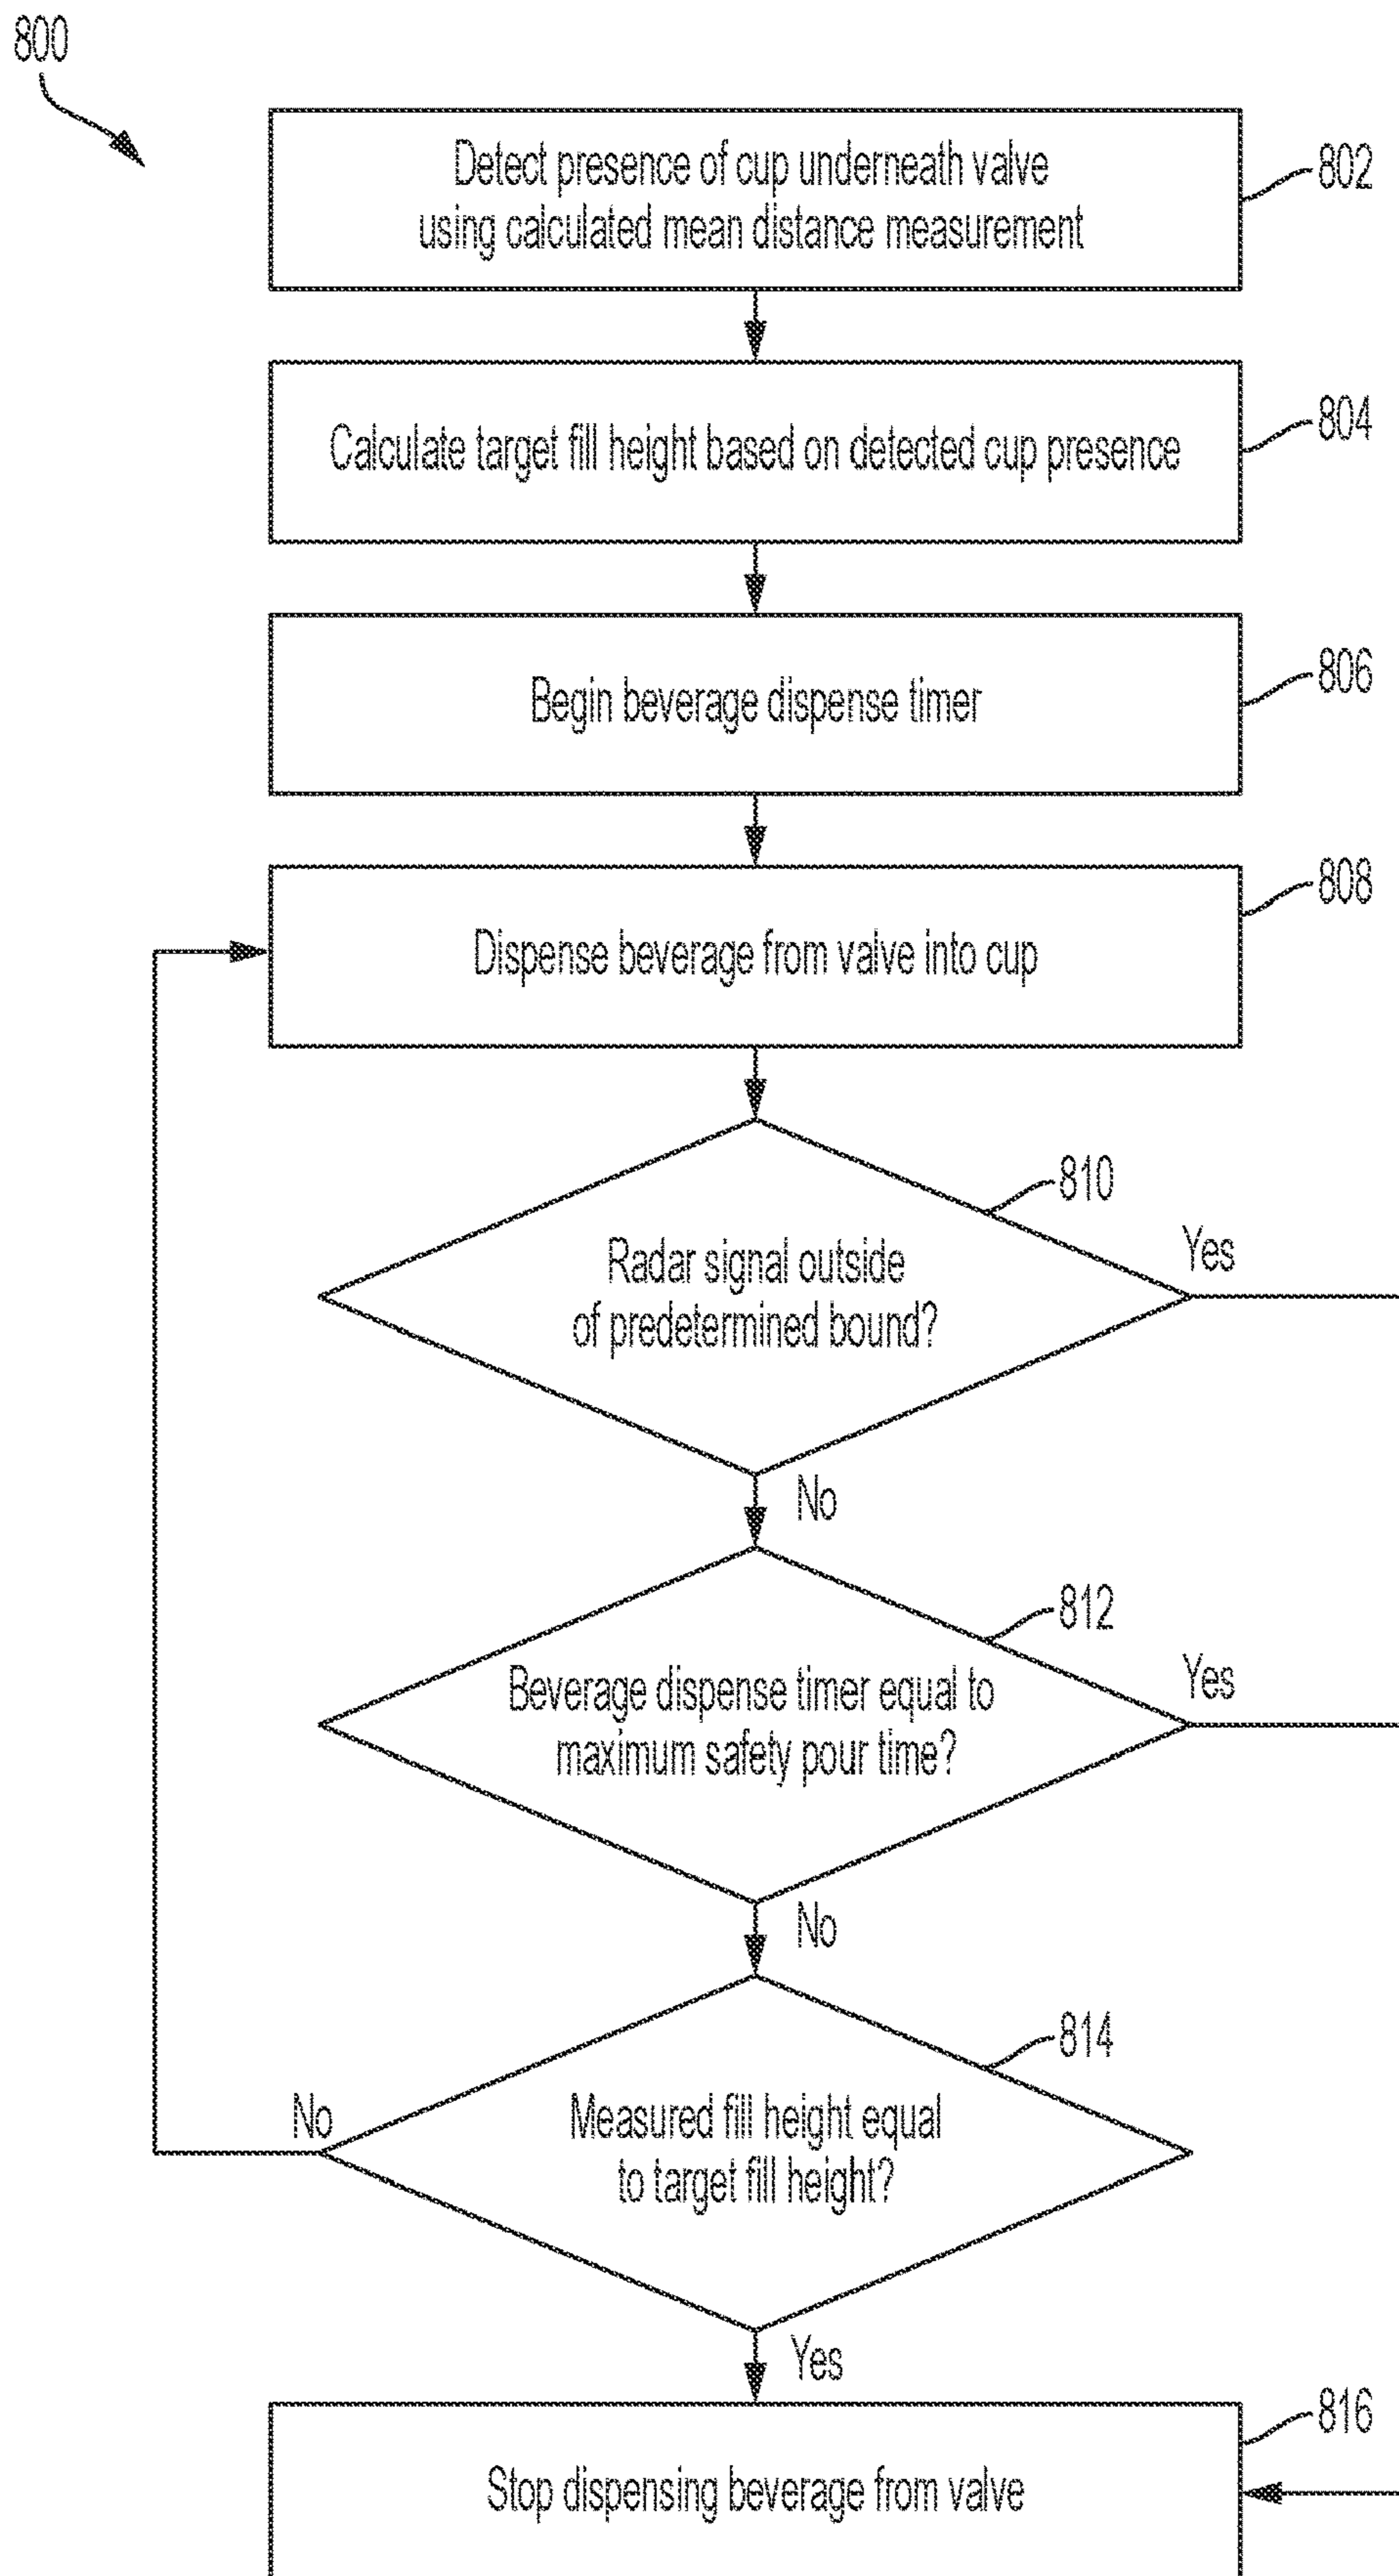 800
Detect presence of cup underneath valve
using calculated mean distance measurement
802
Calculate target fill height based on detected cup presence
804
Begin beverage dispense timer
806
Dispense beverage from valve into cup
808
810
Radar signal outside
of predetermined bound?
Yes
No
812
Beverage dispense timer equal to
maximum safety pour time?
Yes
No
814
Measured fill height equal
to target fill height?
No
Yes
Stop dispensing beverage from valve
816